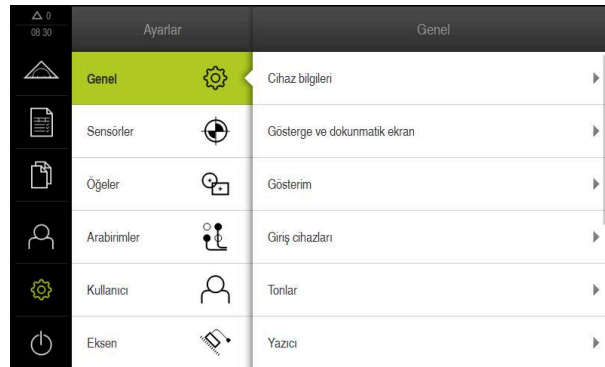 △ 0
08:30
Ayarlar
Genel
Genel
Cihaz bilgileri
Sensörler
Gösterge ve dokunmatik ekran
Öğeler
Gösterim
Arabirimler
Giriş cihazları
Kullanıcı
Tonlar
Eksen
Yazıcı